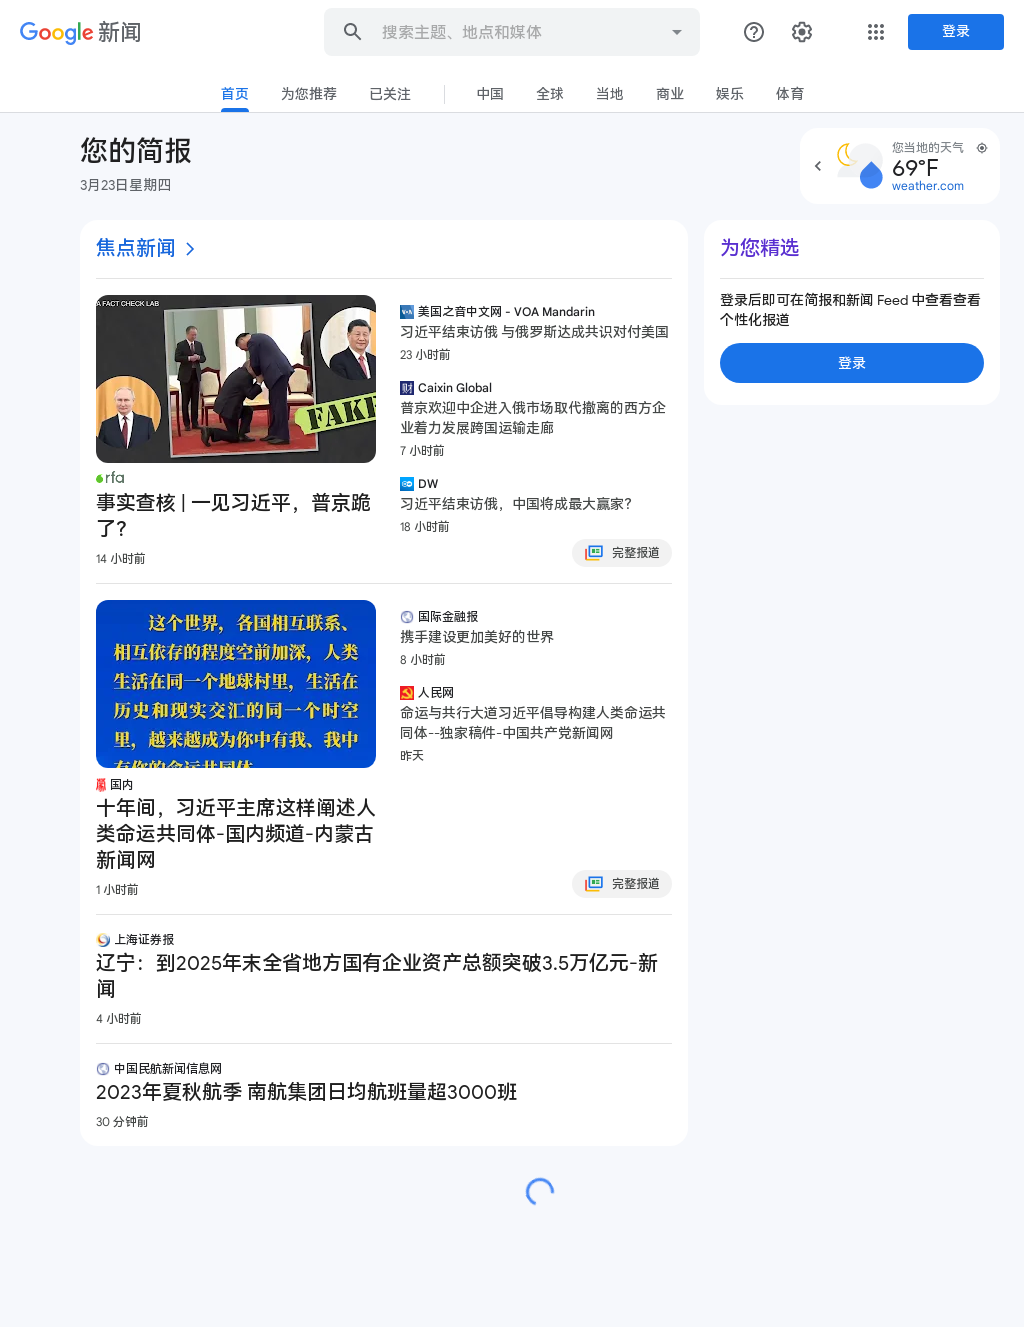 Google 新闻
搜索主题、地点和媒体
登录
首页
为您推荐
已关注
中国
全球
当地
商业
娱乐
体育
您的简报
3月23日星期四
您当地的天气
69°F
weather.com
焦点新闻
A FACT CHECK LAB
FAKE
rfa
事实查核 | 一见习近平，普京跪
了？
14 小时前
美国之音中文网 - VOA Mandarin
习近平结束访俄 与俄罗斯达成共识对付美国
23 小时前
Caixin Global
普京欢迎中企进入俄市场取代撤离的西方企
业着力发展跨国运输走廊
7 小时前
DW
习近平结束访俄，中国将成最大赢家？
18 小时前
完整报道
这个世界，各国相互联系、
相互依存的程度空前加深，人类
生活在同一个地球村里，生活在
历史和现实交汇的同一个时空
里，越来越成为你中有我、我中
有你的命运共同体
国内
十年间，习近平主席这样阐述人
类命运共同体-国内频道-内蒙古
新闻网
1 小时前
国际金融报
携手建设更加美好的世界
8 小时前
人民网
命运与共行大道习近平倡导构建人类命运共
同体--独家稿件-中国共产党新闻网
昨天
完整报道
上海证券报
辽宁：到2025年末全省地方国有企业资产总额突破3.5万亿元-新
闻
4 小时前
中国民航新闻信息网
2023年夏秋航季 南航集团日均航班量超3000班
30 分钟前
为您精选
登录后即可在简报和新闻 Feed 中查看查看
个性化报道
登录